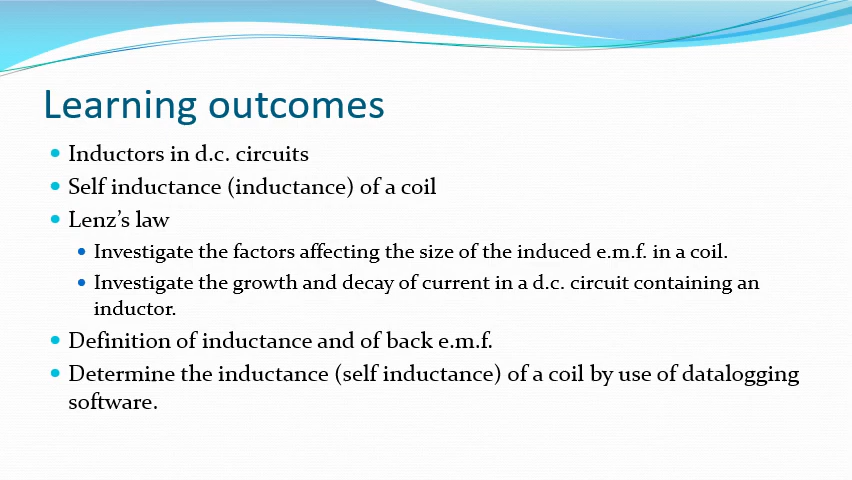 Learning outcomes
Inductors in d.c. circuits
Self inductance (inductance) of a coil
Lenz’s law
Investigate the factors affecting the size of the induced e.m.f. in a coil.
Investigate the growth and decay of current in a d.c. circuit containing an
inductor.
Definition of inductance and of back e.m.f.
Determine the inductance (self inductance) of a coil by use of datalogging
software.